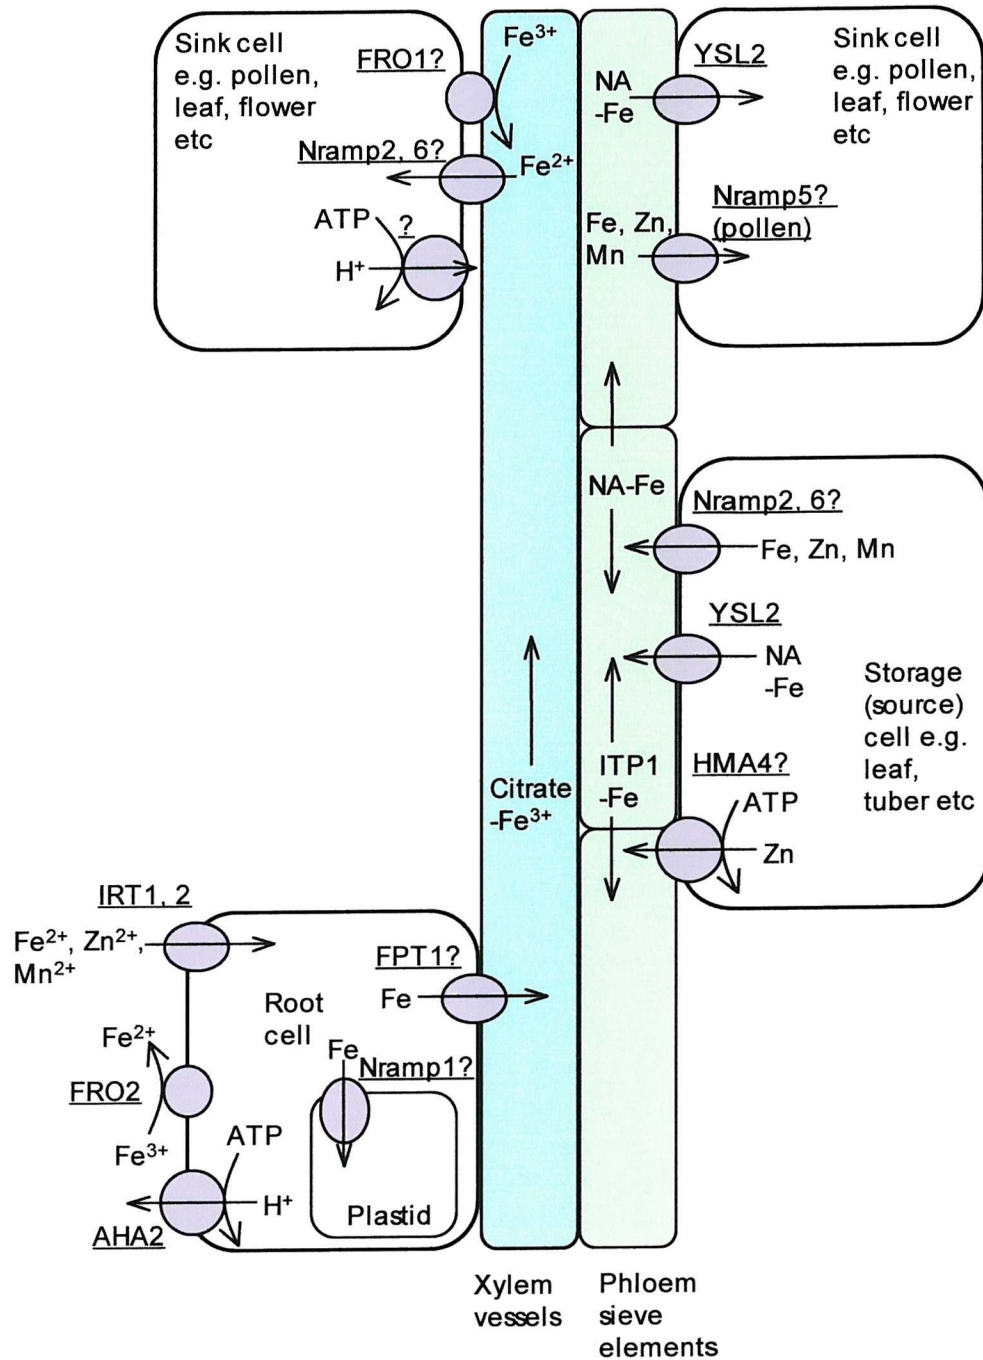 Sink cell
e.g. pollen,
leaf, flower
etc
FRO1?
Nramp2, 6?
ATP
?
H+
Fe3+
Fe2+
NA
-Fe
YSL2
Sink cell
e.g. pollen,
leaf, flower
etc
Fe, Zn,
Mn
Nramp5?
(pollen)
NA-Fe
Nramp2, 6?
Fe, Zn, Mn
YSL2
NA
-Fe
Storage
(source)
cell e.g.
leaf,
tuber etc
ITP1
-Fe
HMA4?
ATP
Zn
Citrate
-Fe3+
IRT1, 2
Fe2+, Zn2+,
Mn2+
FPT1?
Fe
Root
cell
Fe2+
FRO2
Fe3+
Fe
Nramp1?
Plastid
ATP
H+
AHA2
Xylem
vessels
Phloem
sieve
elements